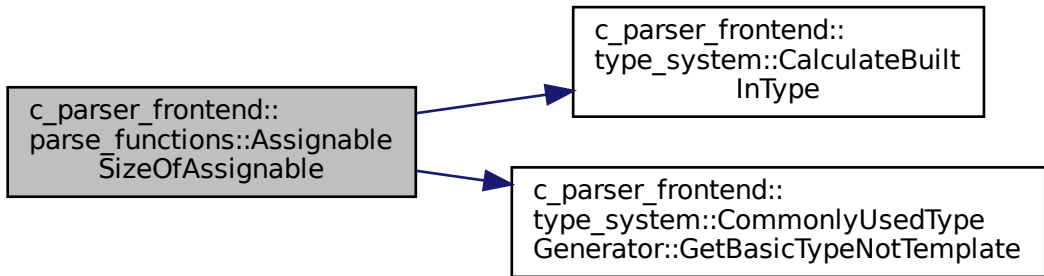 c_parser_frontend::
parse_functions::Assignable
SizeOfAssignable
c_parser_frontend::
type_system::CalculateBuilt
InType
c_parser_frontend::
type_system::CommonlyUsedType
Generator::GetBasicTypeNotTemplate